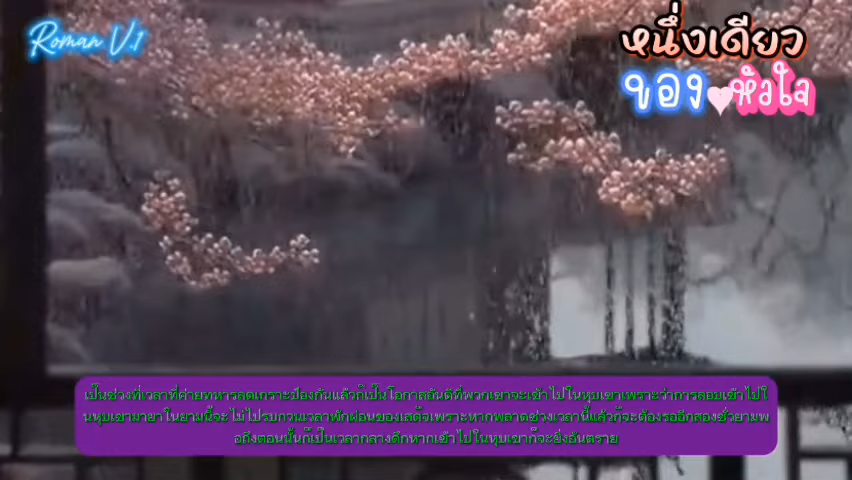 Roman V.1
หนึ่งเดียว
ของหัวใจ
เป็นช่วงที่เวลาที่ค่ายทหารลดเกราะป้องกันแล้วก็เป็นโอกาสอันดีที่พวกเขาจะเข้าไปในหุบเขาเพราะว่าการลอบเข้าไปใ
นหุบเขามายาในยามนี้จะไม่ไปรบกวนเวลาพักผ่อนของเสด็จเพราะหากพลาดช่วงเวลานี้แล้วก็จะต้องรออีกสองชั่วยามพ
อถึงตอนนั้นก็เป็นเวลากลางดึกหากเข้าไปในหุบเขาก็จะยิ่งอันตราย